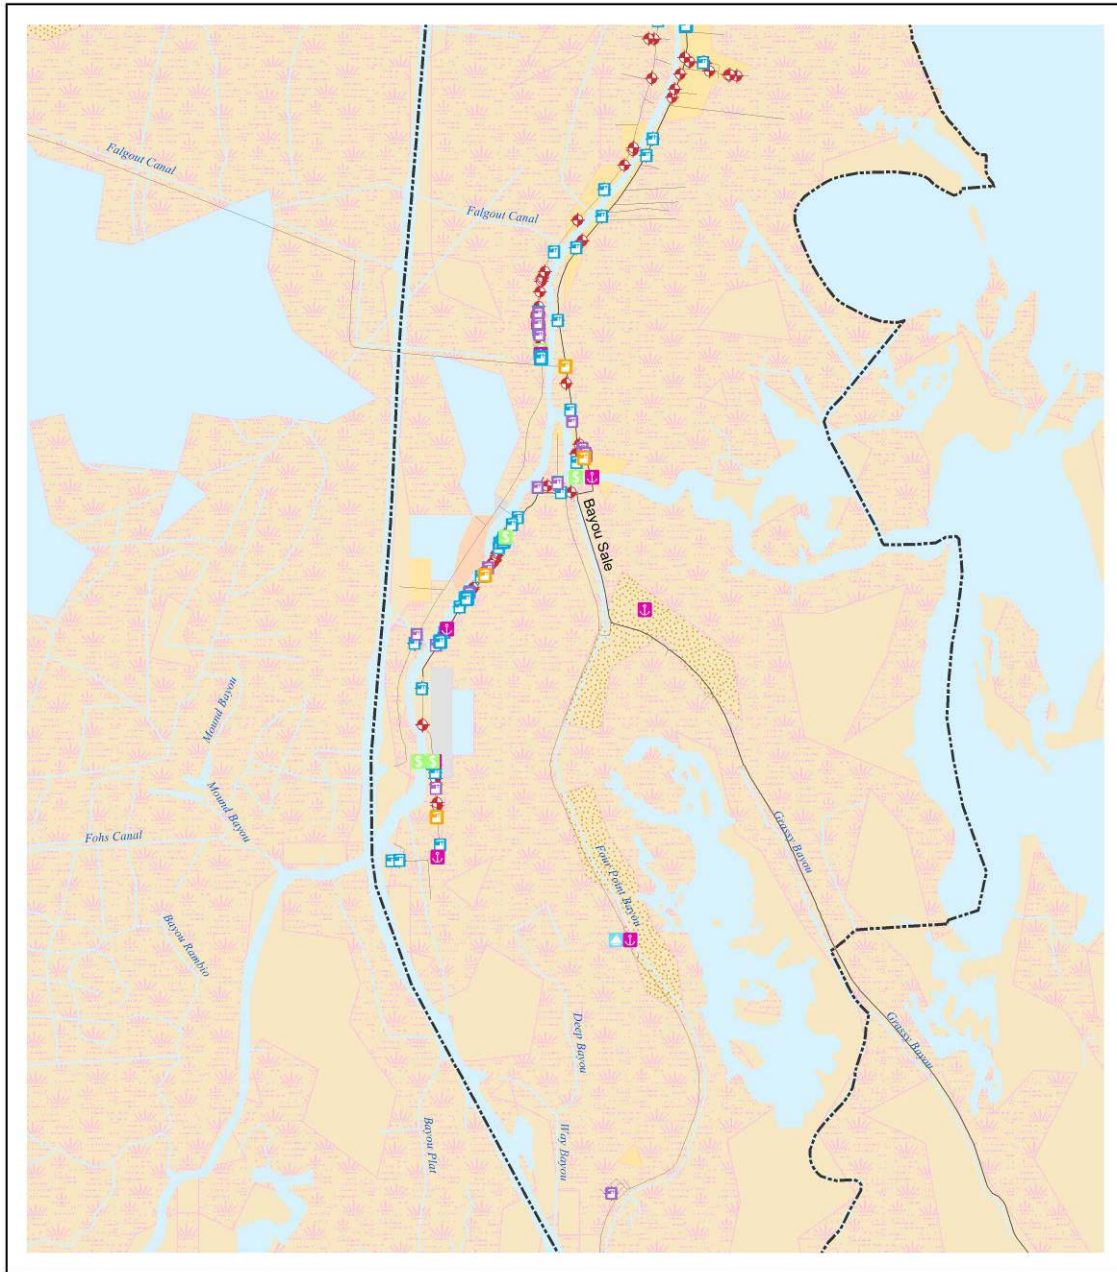 Falgout Canal
Falgout Canal
Bayou Sale
Mound Bayou
Mound Bayou
Fohs Canal
Grassy Bayou
Four Point Bayou
Bayou Rambio
Deep Bayou
Grassy Bayou
Bayou Plat
Way Bayou